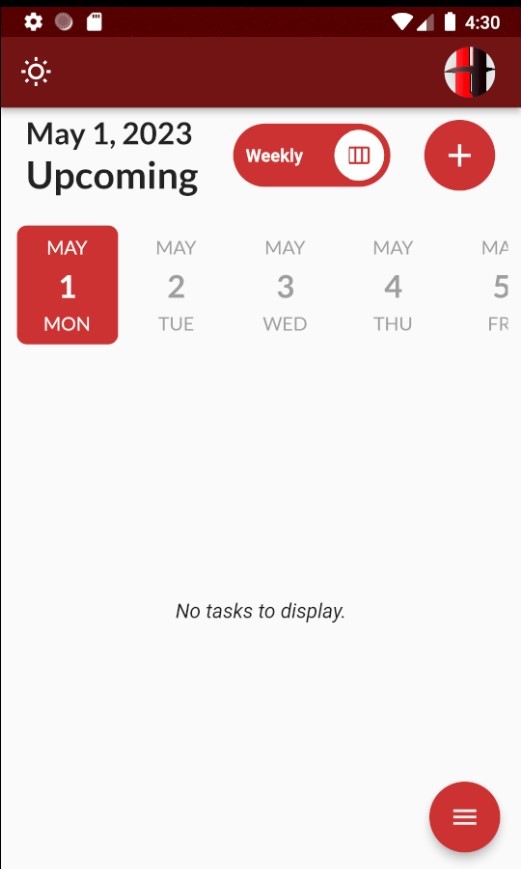 4:30
May 1, 2023
Upcoming
Weekly
MAY MAY MAY MAY MA
1 2 3 4 5
MON TUE WED THU FR
No tasks to display.